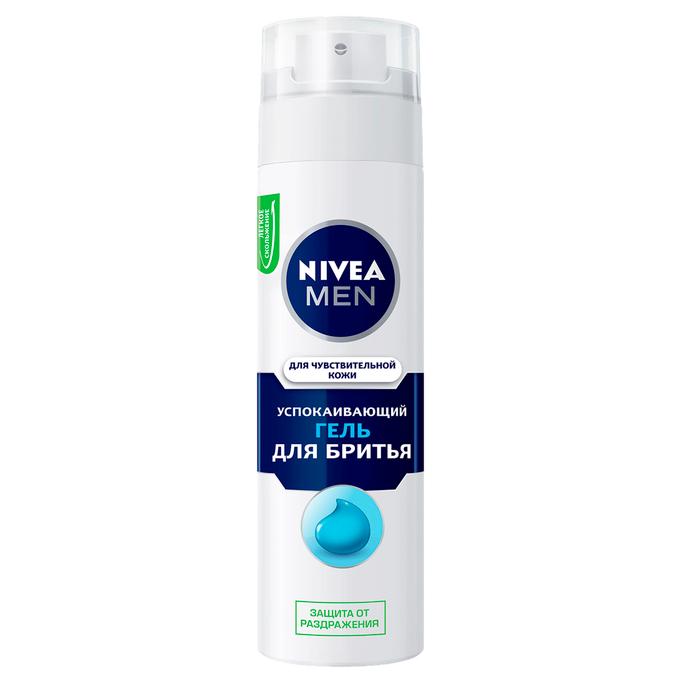 ЛЕГКОЕ
СКОЛЬЖЕНИЕ
NIVEA
MEN
ДЛЯ ЧУВСТВИТЕЛЬНОЙ
КОЖИ
УСПОКАИВАЮЩИЙ
ГЕЛЬ
ДЛЯ БРИТЬЯ
ЗАЩИТА ОТ
РАЗДРАЖЕНИЯ